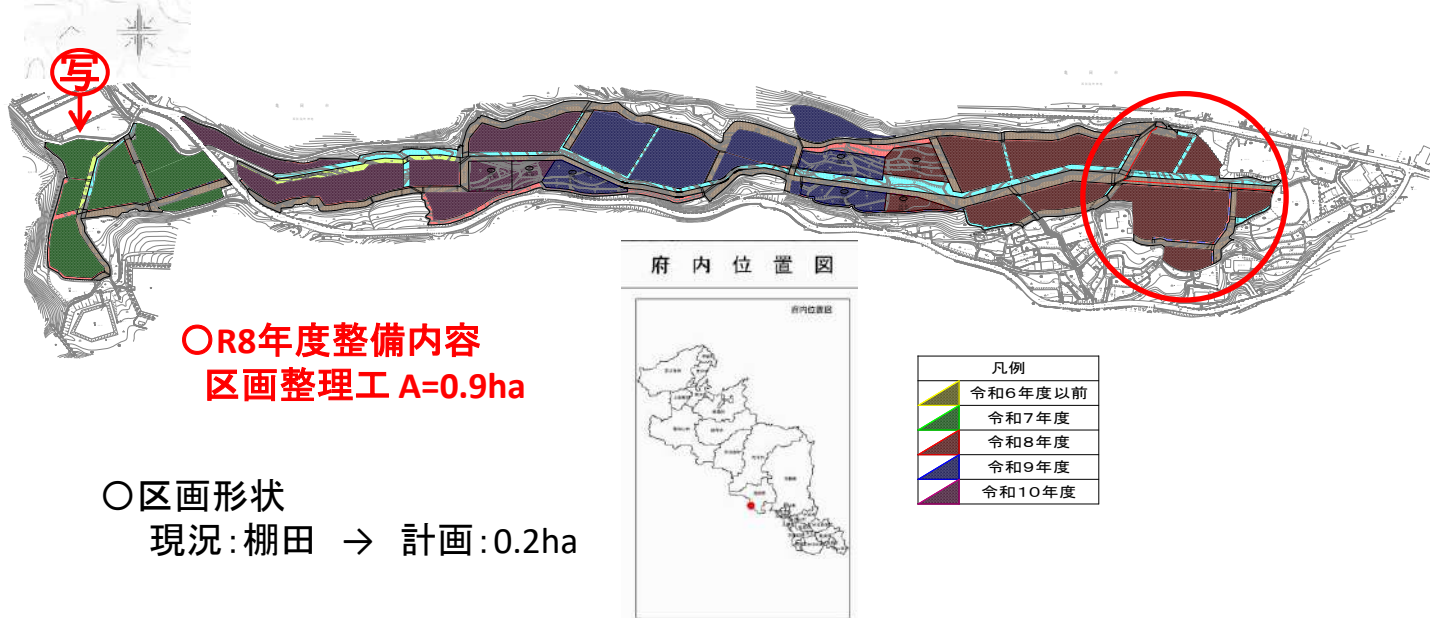 写
〇R8年度整備内容
区画整理工 A=0.9ha
〇区画形状
現況：棚田 → 計画：0.2ha
府内位置図
府内位置図
凡例
令和6年度以前
令和7年度
令和8年度
令和9年度
令和10年度